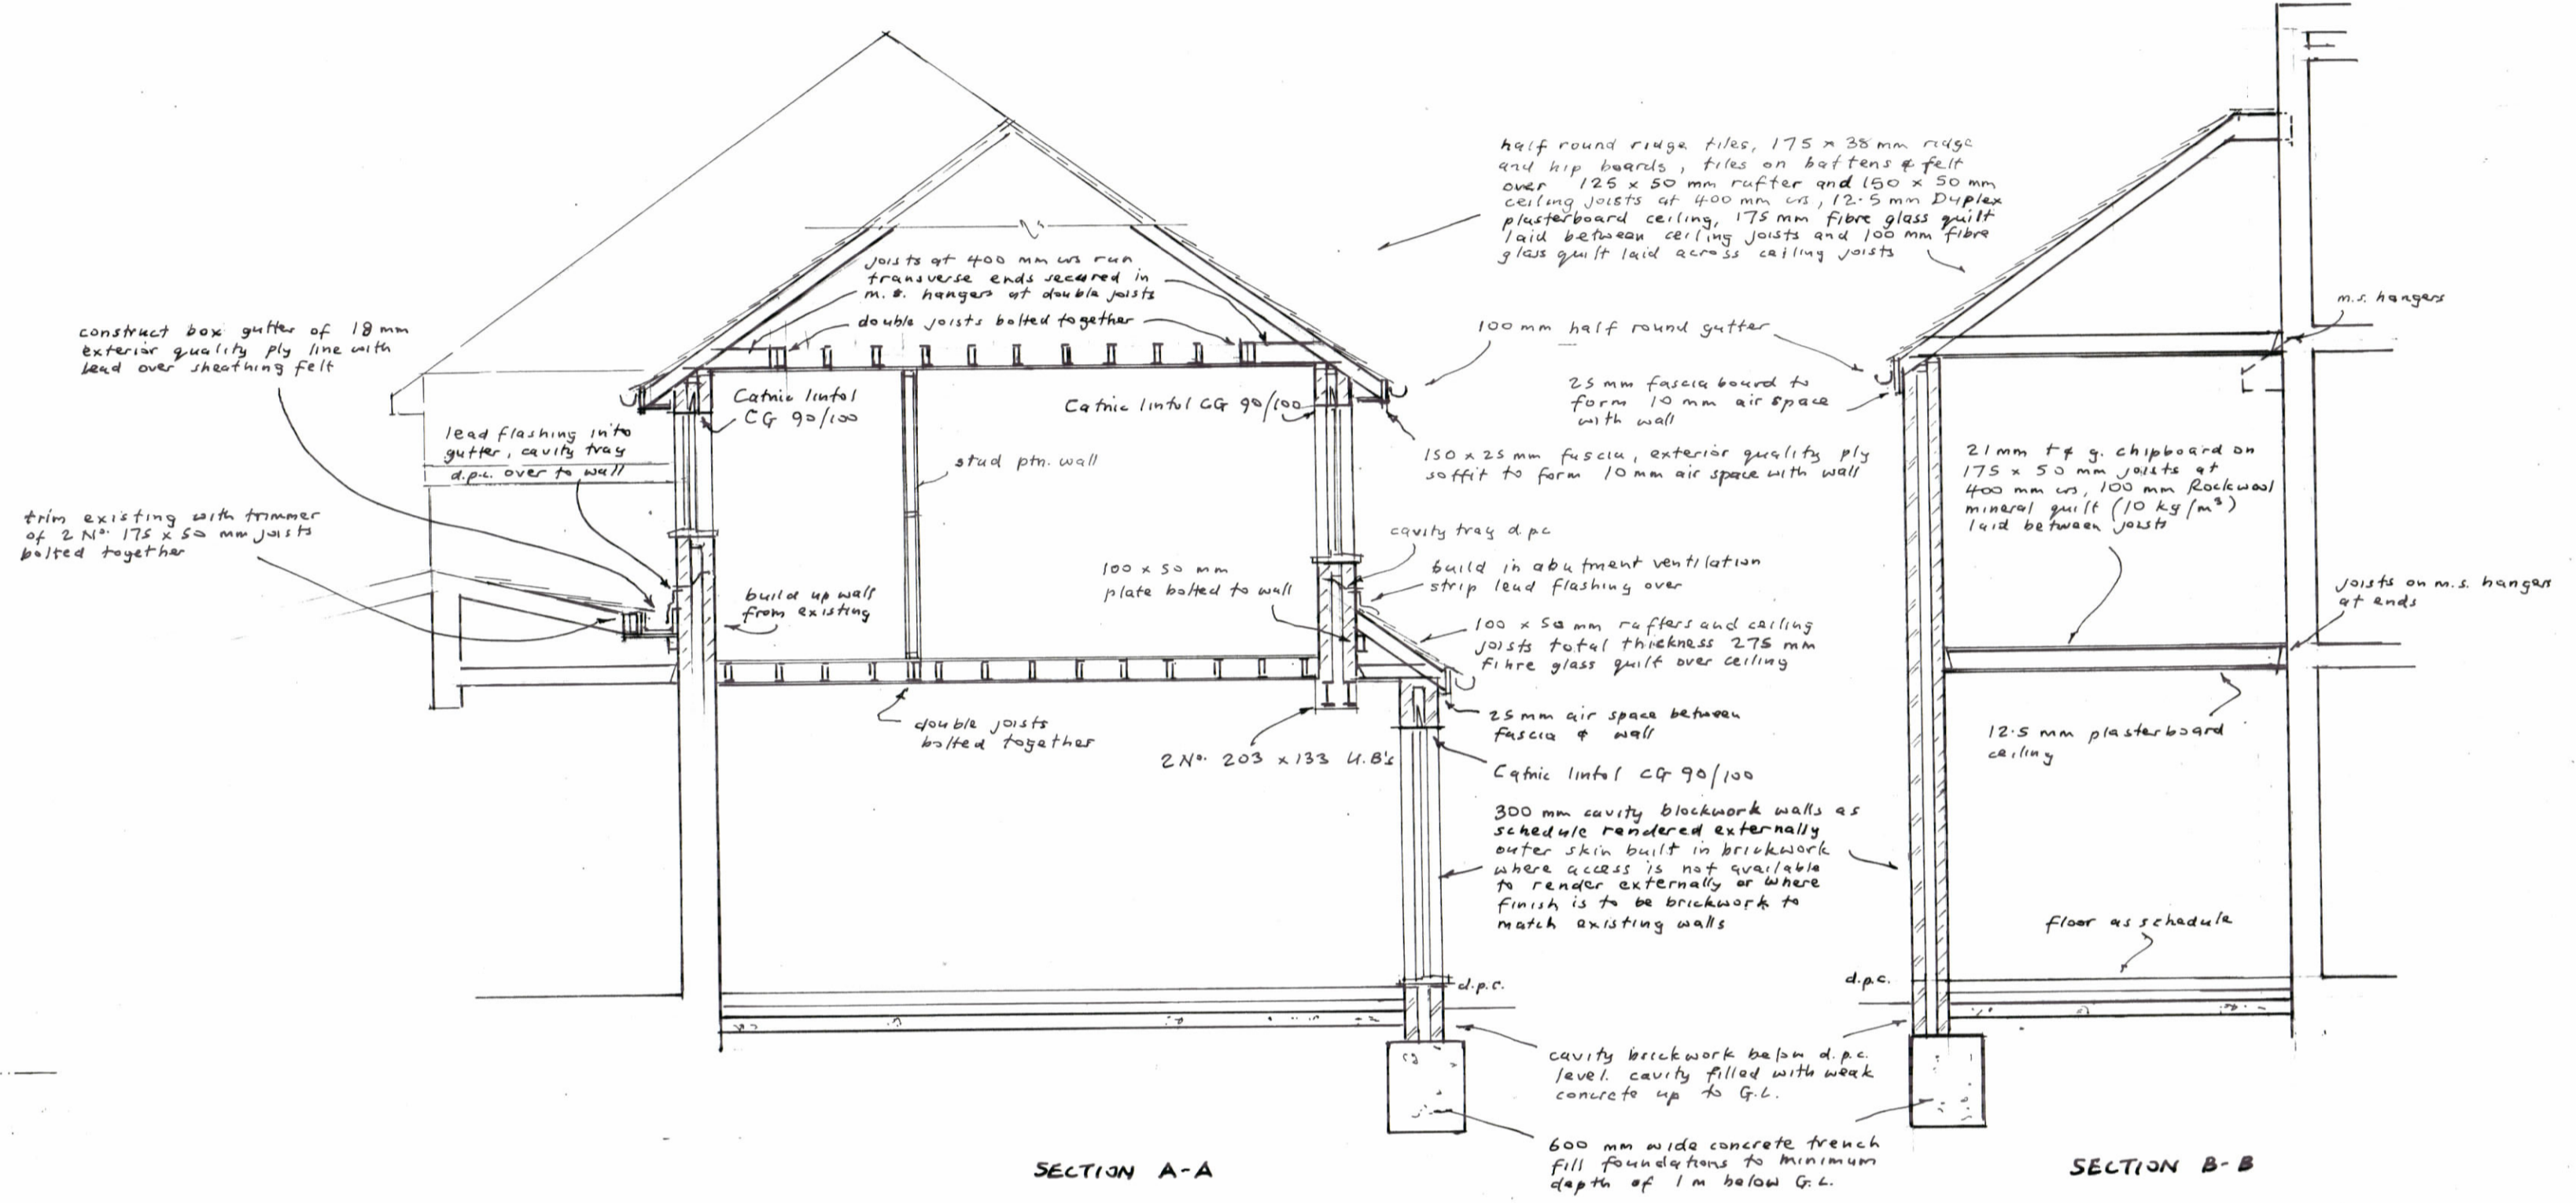 construct box gutter of 18 mm
exterior quality ply line with
lead over sheathing felt
lead flashing into
gutter, cavity tray
d.p.c. over to wall
trim existing with trimmer
of 2 No. 175 x 50 mm joists
bolted together
joists at 400 mm crs run
transverse ends secured in
m.s. hangers at double joists
double joists bolted together
Catnic lintol
CG 90/100
Catnic lintol CG 90/100
stud ptn. wall
build up wall
from existing
100 x 50 mm
plate bolted to wall
double joists
bolted together
2 No. 203 x 133 U.B's
half round ridge tiles, 175 x 38 mm ridge
and hip boards, tiles on battens & felt
over 125 x 50 mm rafter and 150 x 50 mm
ceiling joists at 400 mm crs, 12.5 mm Duplex
plasterboard ceiling, 175 mm fibre glass quilt
laid between ceiling joists and 100 mm fibre
glass quilt laid across ceiling joists
100 mm half round gutter
25 mm fascia board to
form 10 mm air space
with wall
150 x 25 mm fascia, exterior quality ply
soffit to form 10 mm air space with wall
cavity tray d.p.c
build in abutment ventilation
strip lead flashing over
100 x 50 mm rafters and ceiling
joists total thickness 275 mm
fibre glass quilt over ceiling
25 mm air space between
fascia & wall
Catnic lintol CG 90/100
300 mm cavity blockwork walls as
schedule rendered externally
outer skin built in brickwork
where access is not available
to render externally or where
finish is to be brickwork to
match existing walls
d.p.c.
cavity brickwork below d.p.c.
level. cavity filled with weak
concrete up to G.L.
600 mm wide concrete trench
fill foundations to minimum
depth of 1 m below G.L.
m.s. hangers
21 mm t & g. chipboard on
175 x 50 mm joists at
400 mm crs, 100 mm Rockwool
mineral quilt (10 kg/m³)
laid between joists
joists on m.s. hangers
at ends
12.5 mm plasterboard
ceiling
floor as schedule
d.p.c.
SECTION A-A
SECTION B-B